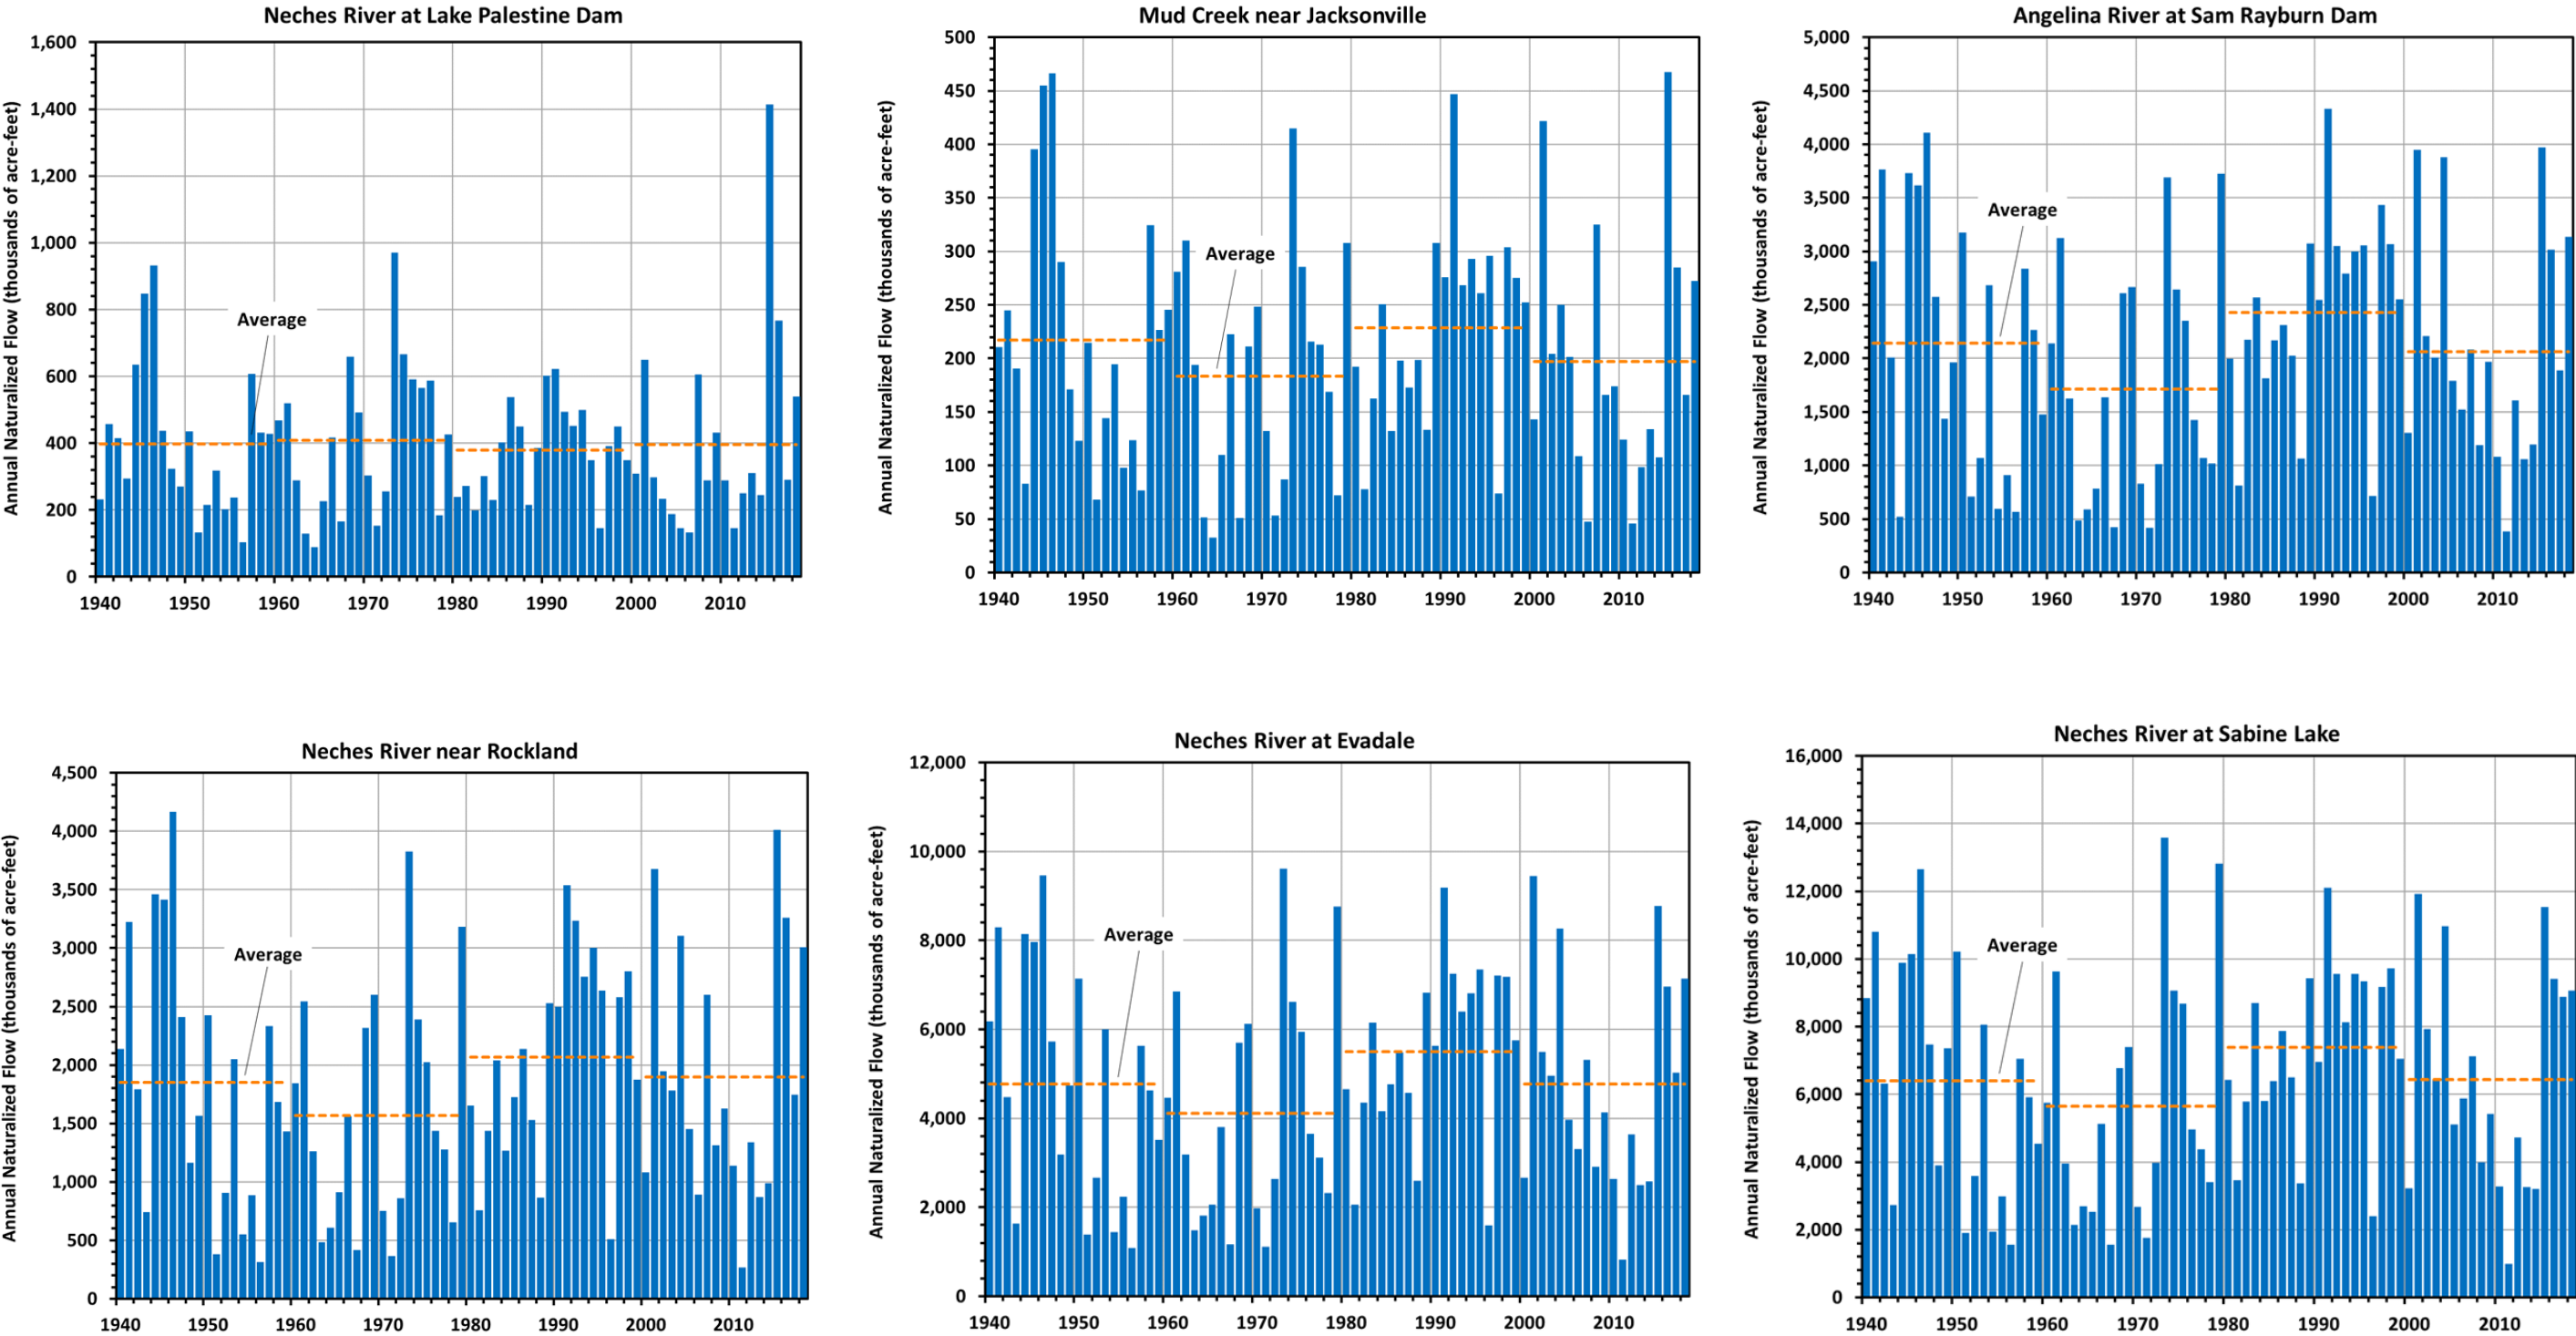 Neches River at Lake Palestine Dam
Annual Naturalized Flow (thousands of acre-feet)
1,600
1,400
1,200
1,000
800
600
400
200
0
Average
1940 1950 1960 1970 1980 1990 2000 2010
Mud Creek near Jacksonville
Annual Naturalized Flow (thousands of acre-feet)
500
450
400
350
300
250
200
150
100
50
0
Average
1940 1950 1960 1970 1980 1990 2000 2010
Angelina River at Sam Rayburn Dam
Annual Naturalized Flow (thousands of acre-feet)
5,000
4,500
4,000
3,500
3,000
2,500
2,000
1,500
1,000
500
0
Average
1940 1950 1960 1970 1980 1990 2000 2010
Neches River near Rockland
Annual Naturalized Flow (thousands of acre-feet)
4,500
4,000
3,500
3,000
2,500
2,000
1,500
1,000
500
0
Average
1940 1950 1960 1970 1980 1990 2000 2010
Neches River at Evadale
Annual Naturalized Flow (thousands of acre-feet)
12,000
10,000
8,000
6,000
4,000
2,000
0
Average
1940 1950 1960 1970 1980 1990 2000 2010
Neches River at Sabine Lake
Annual Naturalized Flow (thousands of acre-feet)
16,000
14,000
12,000
10,000
8,000
6,000
4,000
2,000
0
Average
1940 1950 1960 1970 1980 1990 2000 2010